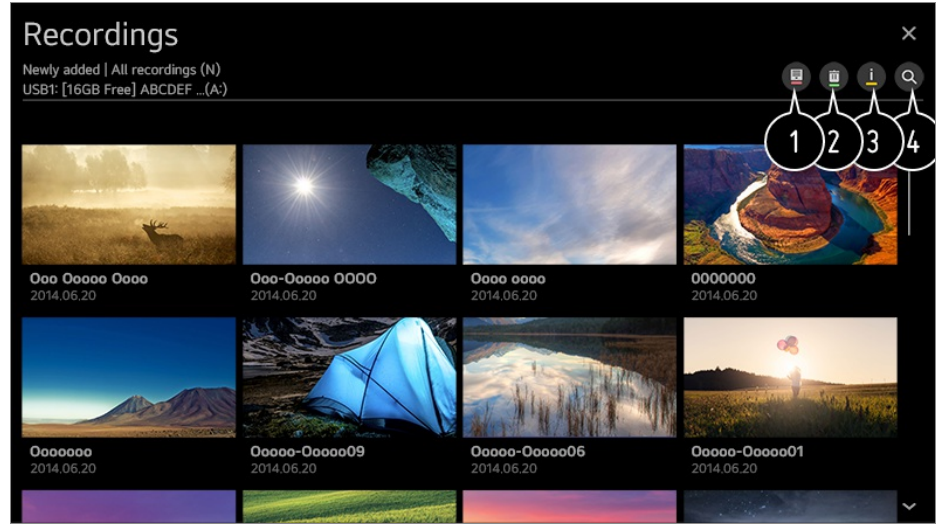 Recordings
Newly added | All recordings (N)
USB1: [16GB Free] ABCDEF ...(A:)
1 2 3 4
Ooo Ooooo Oooo
2014.06.20
Ooo-Ooooo OOOO
2014.06.20
Oooo oooo
2014.06.20
OOOOOOO
2014.06.20
Ooooooo
2014.06.20
Ooooo-Ooooo09
2014.06.20
Ooooo-Ooooo06
2014.06.20
Ooooo-Ooooo01
2014.06.20